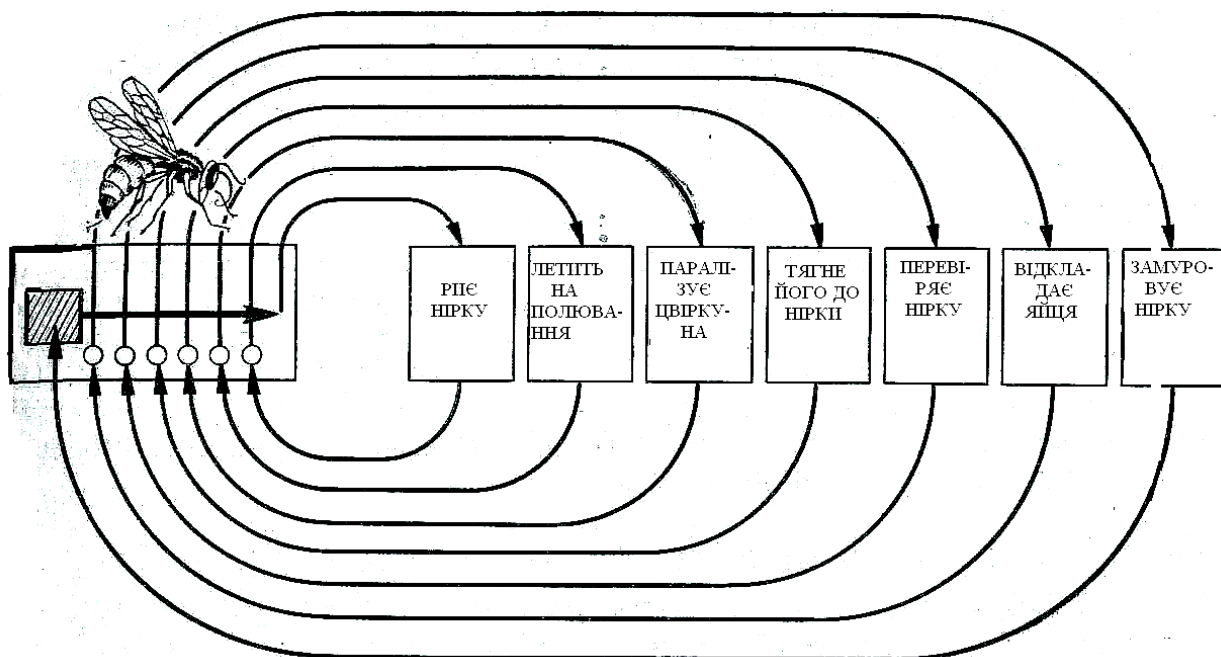 РИЄ
НІРКУ
ЛЕТИТЬ
НА
ПОЛЮВА-
ННЯ
ПАРАЛІ-
ЗУЄ
ЦВІРКУ-
НА
ТЯГНЕ
ЙОГО ДО
НІРКИ
ПЕРЕВІ-
РЯЄ
НІРКУ
ВІДКЛА-
ДАЄ
ЯЙЦЯ
ЗАМУРО-
ВУЄ
НІРКУ